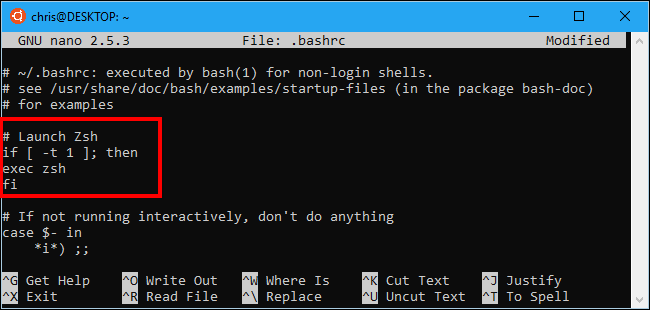 chris@DESKTOP: ~
GNU nano 2.5.3 File: .bashrc Modified
# ~/.bashrc: executed by bash(1) for non-login shells.
# see /usr/share/doc/bash/examples/startup-files (in the package bash-doc)
# for examples
# Launch Zsh
if [ -t 1 ]; then
exec zsh
fi
# If not running interactively, don't do anything
case $- in
    *i*) ;;
^G Get Help ^O Write Out ^W Where Is ^K Cut Text ^J Justify
^X Exit ^R Read File ^\ Replace ^U Uncut Text ^T To Spell